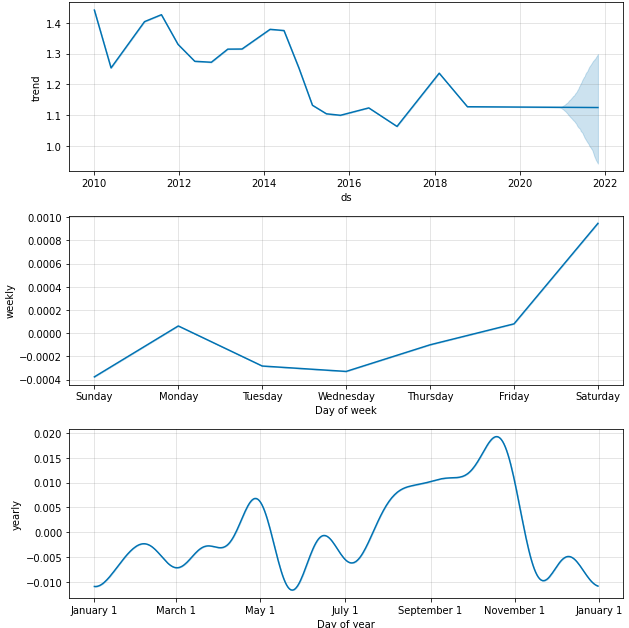 1.4
1.3
1.2
1.1
1.0
trend
2010 2012 2014 2016 2018 2020 2022
ds
0.0010
0.0008
0.0006
0.0004
0.0002
0.0000
−0.0002
−0.0004
weekly
Sunday Monday Tuesday Wednesday Thursday Friday Saturday
Day of week
0.020
0.015
0.010
0.005
0.000
−0.005
−0.010
yearly
January 1 March 1 May 1 July 1 September 1 November 1 January 1
Day of year